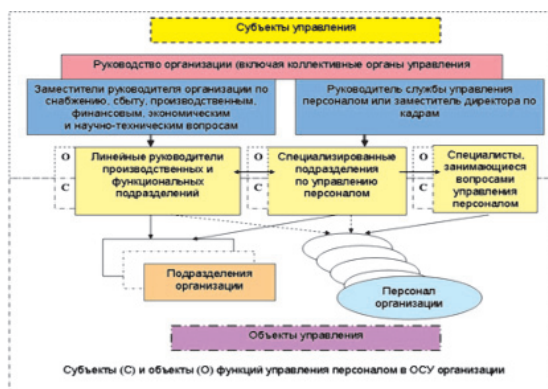 Субъекты управления
Руководство организации (включая коллективные органы управления
Заместители руководителя организации по
снабжению, сбыту, производственным,
финансовым, экономическим
и научно-техническим вопросам
Руководитель службы управления
персоналом или заместитель директора по
кадрам
О
С
Линейные руководители
производственных и
функциональных
подразделений
О
С
Специализированные
подразделения
по управлению
персоналом
О
С
Специалисты,
занимающиеся
вопросами
управления
персоналом
Подразделения
организации
Персонал
организации
Объекты управления
Субъекты (С) и объекты (О) функций управления персоналом в ОСУ организации